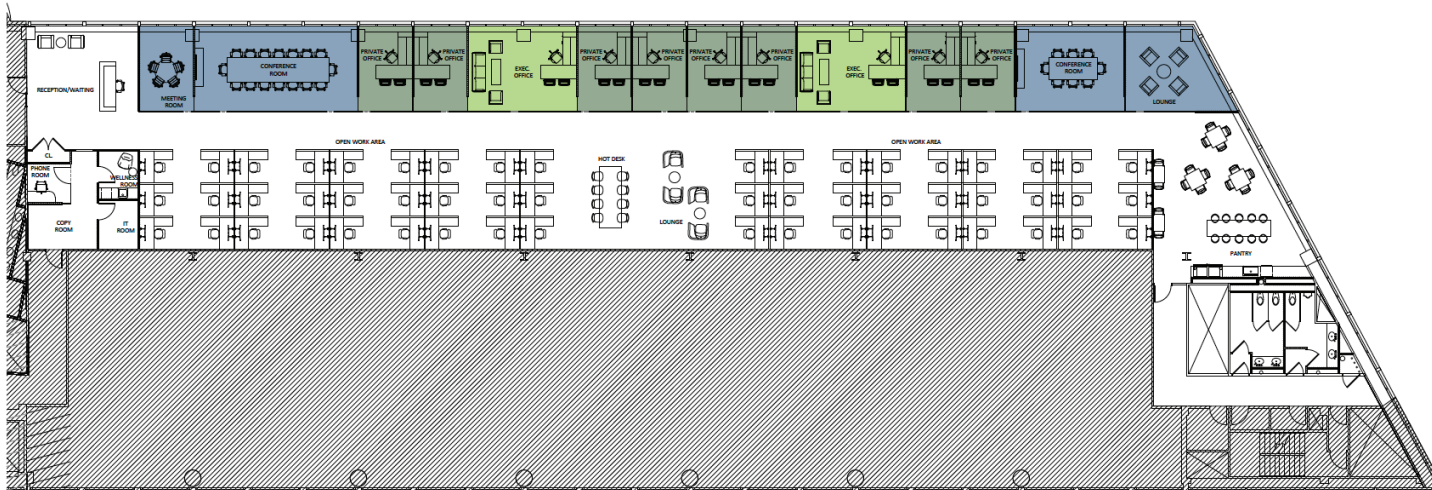 PRIVATE
OFFICE
PRIVATE
OFFICE
EXEC.
OFFICE
PRIVATE
OFFICE
PRIVATE
OFFICE
PRIVATE
OFFICE
PRIVATE
OFFICE
EXEC.
OFFICE
PRIVATE
OFFICE
PRIVATE
OFFICE
CONFERENCE
ROOM
CONFERENCE
ROOM
RECEPTION/WAITING
MEETING
ROOM
LOUNGE
OPEN WORK AREA
OPEN WORK AREA
CL.
HOT DESK
PHONE
ROOM
WELLNESS
ROOM
COPY
ROOM
IT
ROOM
LOUNGE
PANTRY